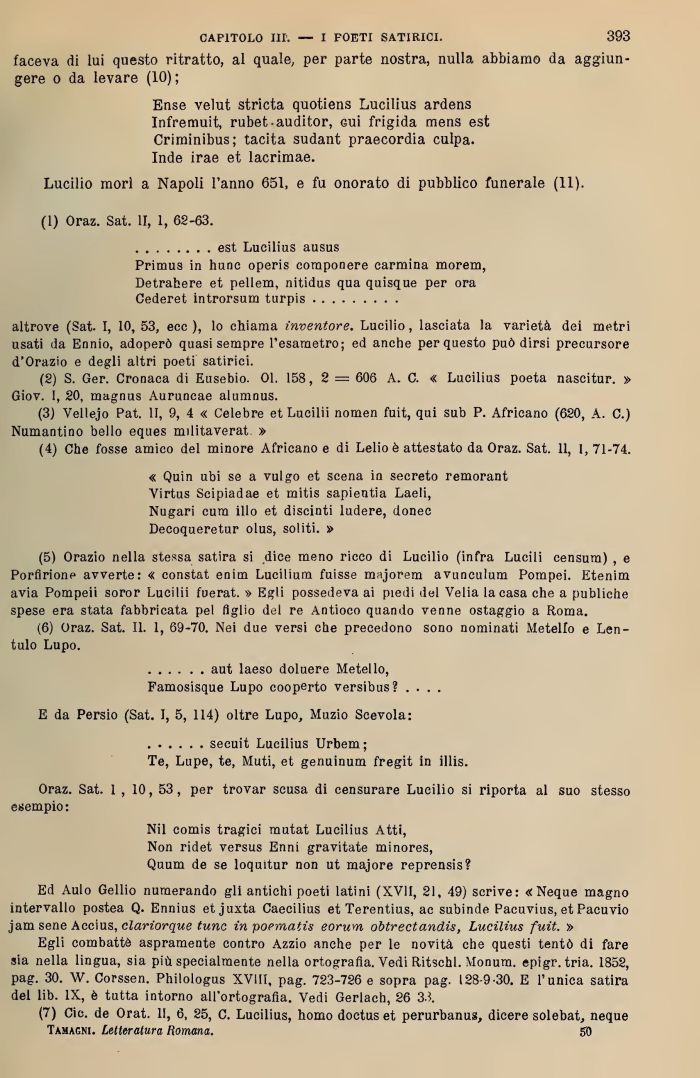 CAPITOLO III. — I POETI SATIRICI. 393
faceva di lui questo ritratto, al quale, per parte nostra, nulla abbiamo da aggiun-
gere o da levare (10);
Ense velut stricta quotiens Lucilius ardens
Infremuit, rubet auditor, cui frigida mens est
Criminibus; tacita sudant praecordia culpa.
Inde irae et lacrimae.
Lucilio morì a Napoli l'anno 651, e fu onorato di pubblico funerale (11).
(1) Oraz. Sat. II, 1, 62-63.
. . . . . . . . est Lucilius ausus
Primus in hunc operis componere carmina morem,
Detrahere et pellem, nitidus qua quisque per ora
Cederet introrsum turpis . . . . . . . . .
altrove (Sat. I, 10, 53, ecc ), lo chiama inventore. Lucilio, lasciata la varietà dei metri
usati da Ennio, adoperò quasi sempre l'esametro; ed anche per questo può dirsi precursore
d'Orazio e degli altri poeti satirici.
(2) S. Ger. Cronaca di Eusebio. Ol. 158, 2 = 606 A. C. « Lucilius poeta nascitur. »
Giov. I, 20, magnus Auruncae alumnus.
(3) Vellejo Pat. II, 9, 4 « Celebre et Lucilii nomen fuit, qui sub P. Africano (620, A. C.)
Numantino bello eques militaverat. »
(4) Che fosse amico del minore Africano e di Lelio è attestato da Oraz. Sat. II, 1, 71-74.
« Quin ubi se a vulgo et scena in secreto remorant
Virtus Scipiadae et mitis sapientia Laeli,
Nugari cum illo et discinti ludere, donec
Decoqueretur olus, soliti. »
(5) Orazio nella stessa satira si dice meno ricco di Lucilio (infra Lucili censum) , e
Porfirione avverte: « constat enim Lucilium fuisse majorem avunculum Pompei. Etenim
avia Pompeii soror Lucilii fuerat. » Egli possedeva ai piedi del Velia la casa che a publiche
spese era stata fabbricata pel figlio del re Antioco quando venne ostaggio a Roma.
(6) Oraz. Sat. II. 1, 69-70. Nei due versi che precedono sono nominati Metello e Len-
tulo Lupo.
. . . . . . aut laeso doluere Metello,
Famosisque Lupo cooperto versibus? . . . .
E da Persio (Sat. I, 5, 114) oltre Lupo, Muzio Scevola:
. . . . . . secuit Lucilius Urbem;
Te, Lupe, te, Muti, et genuinum fregit in illis.
Oraz. Sat. 1 , 10, 53, per trovar scusa di censurare Lucilio si riporta al suo stesso
esempio:
Nil comis tragici mutat Lucilius Atti,
Non ridet versus Enni gravitate minores,
Quum de se loquitur non ut majore reprensis?
Ed Aulo Gellio numerando gli antichi poeti latini (XVII, 21, 49) scrive: « Neque magno
intervallo postea Q. Ennius et juxta Caecilius et Terentius, ac subinde Pacuvius, et Pacuvio
jam sene Accius, clariorque tunc in poematis eorum obtrectandis, Lucilius fuit. »
Egli combattè aspramente contro Azzio anche per le novità che questi tentò di fare
sia nella lingua, sia più specialmente nella ortografia. Vedi Ritschl. Monum. epigr. tria. 1852,
pag. 30. W. Corssen. Philologus XVIII, pag. 723-726 e sopra pag. 128-9-30. E l'unica satira
del lib. IX, è tutta intorno all'ortografia. Vedi Gerlach, 26 33.
(7) Cic. de Orat. II, 6, 25, C. Lucilius, homo doctus et perurbanus, dicere solebat, neque
TAMAGNI. Letteratura Romana. 50